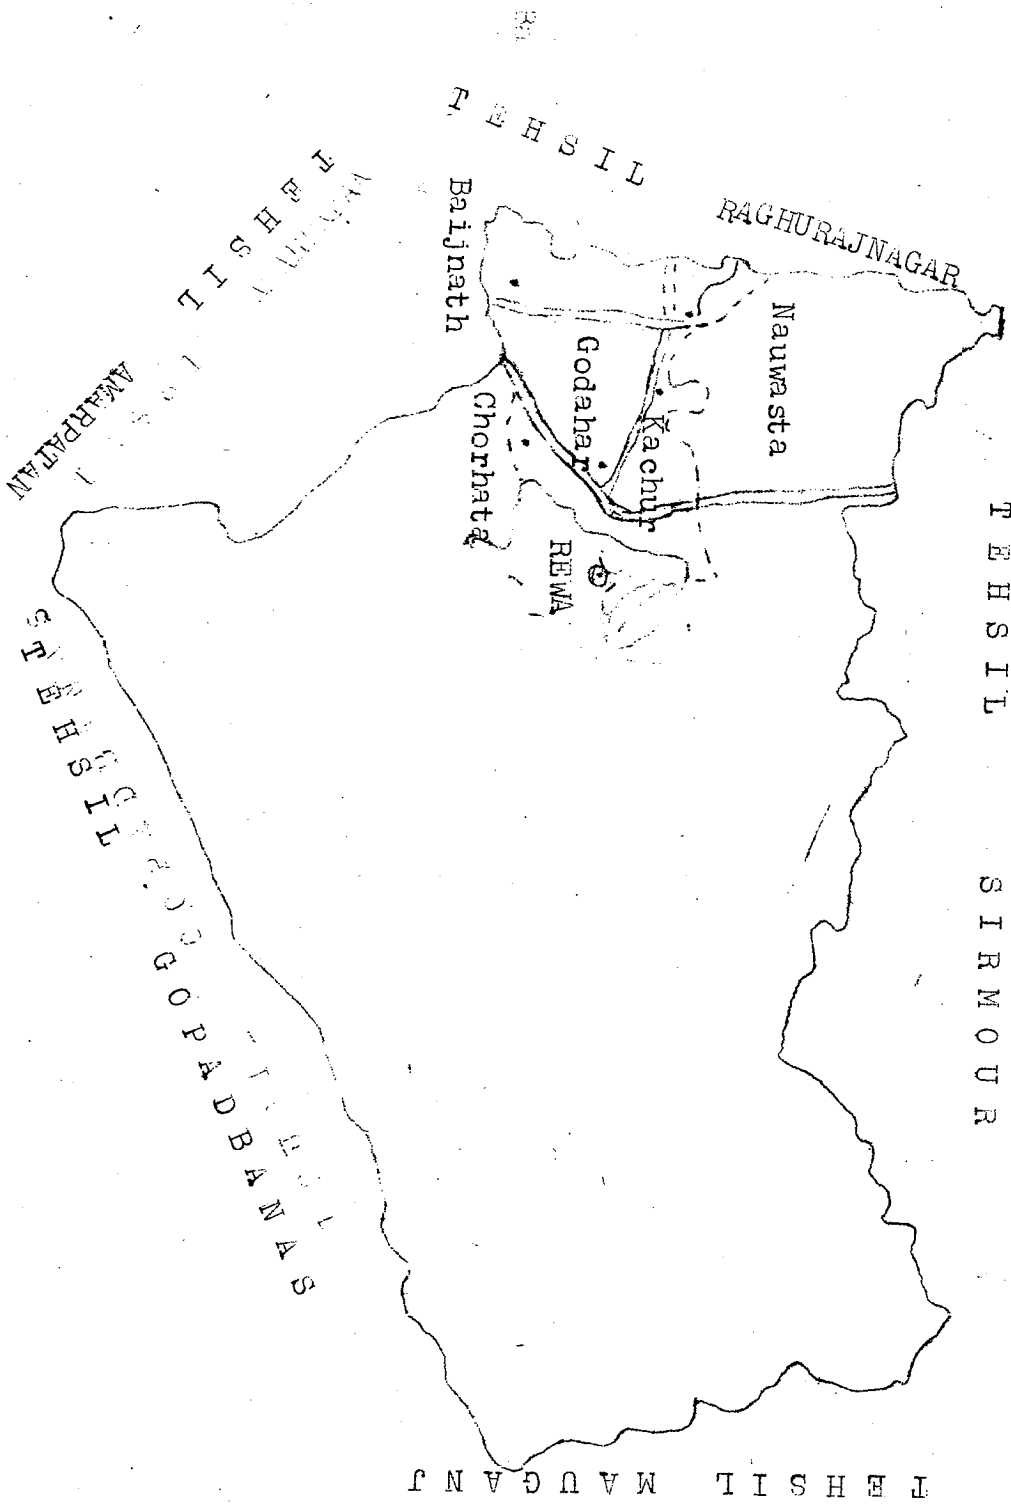 TEHSIL RAGHURAJNAGAR
TEHSIL AMARPATAN
TEHSIL SIRMOUR
TEHSIL GOPADBANAS
TEHSIL MAUGANJ
Baijnath
Nauwasta
Godahar
Kachur
Chorhata
REWA